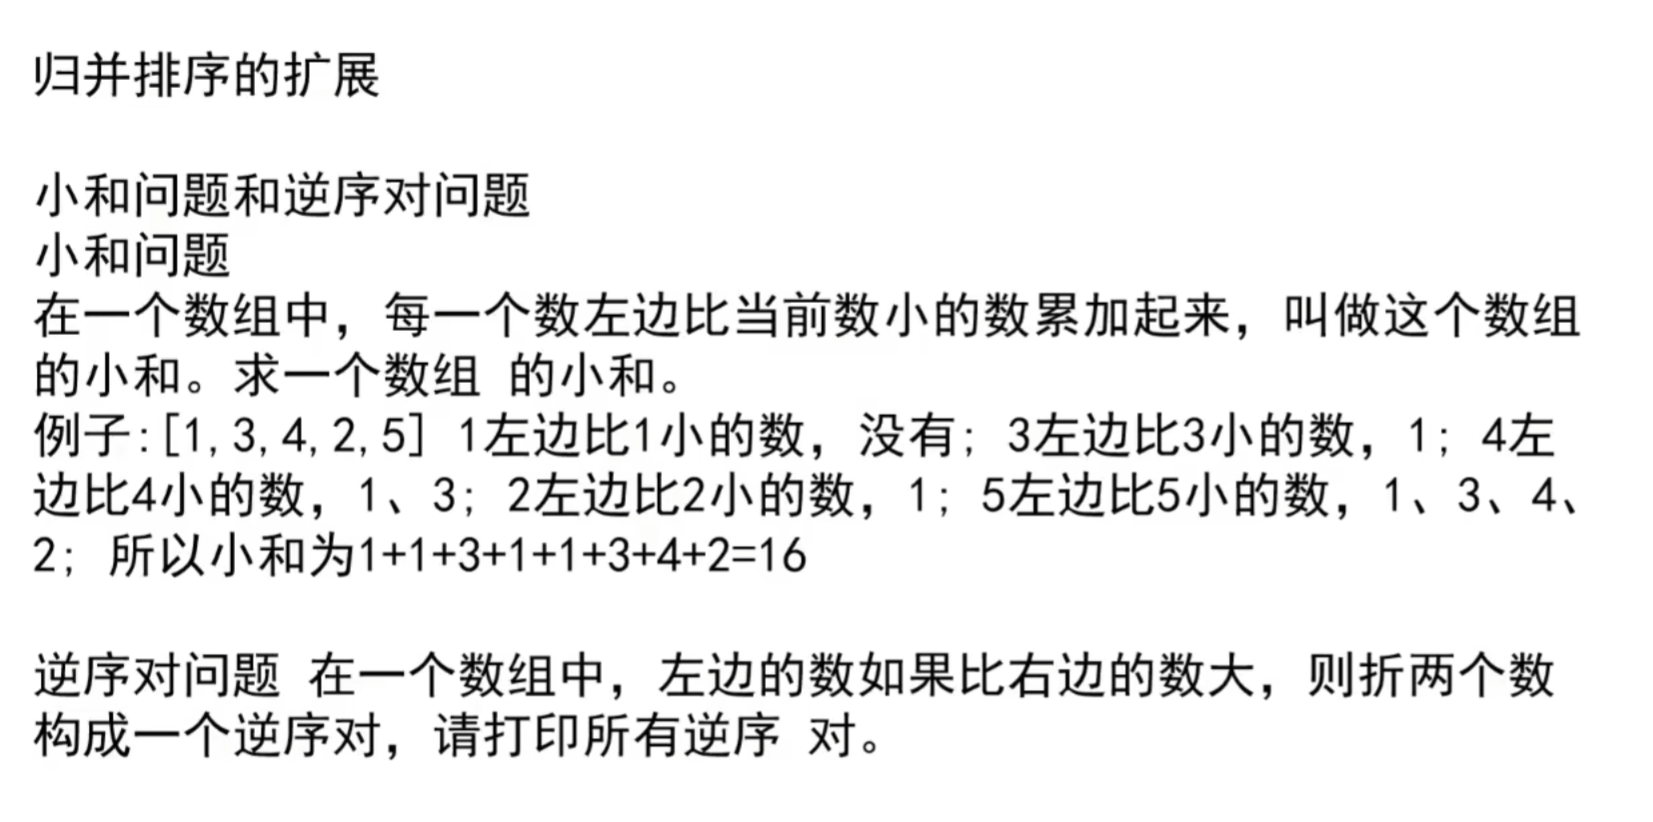 归并排序的扩展
小和问题和逆序对问题
小和问题
在一个数组中，每一个数左边比当前数小的数累加起来，叫做这个数组
的小和。求一个数组 的小和。
例子:[1,3,4,2,5] 1左边比1小的数，没有; 3左边比3小的数，1; 4左
边比4小的数，1、3; 2左边比2小的数，1; 5左边比5小的数，1、3、4、
2; 所以小和为1+1+3+1+1+3+4+2=16
逆序对问题 在一个数组中，左边的数如果比右边的数大，则折两个数
构成一个逆序对，请打印所有逆序 对。